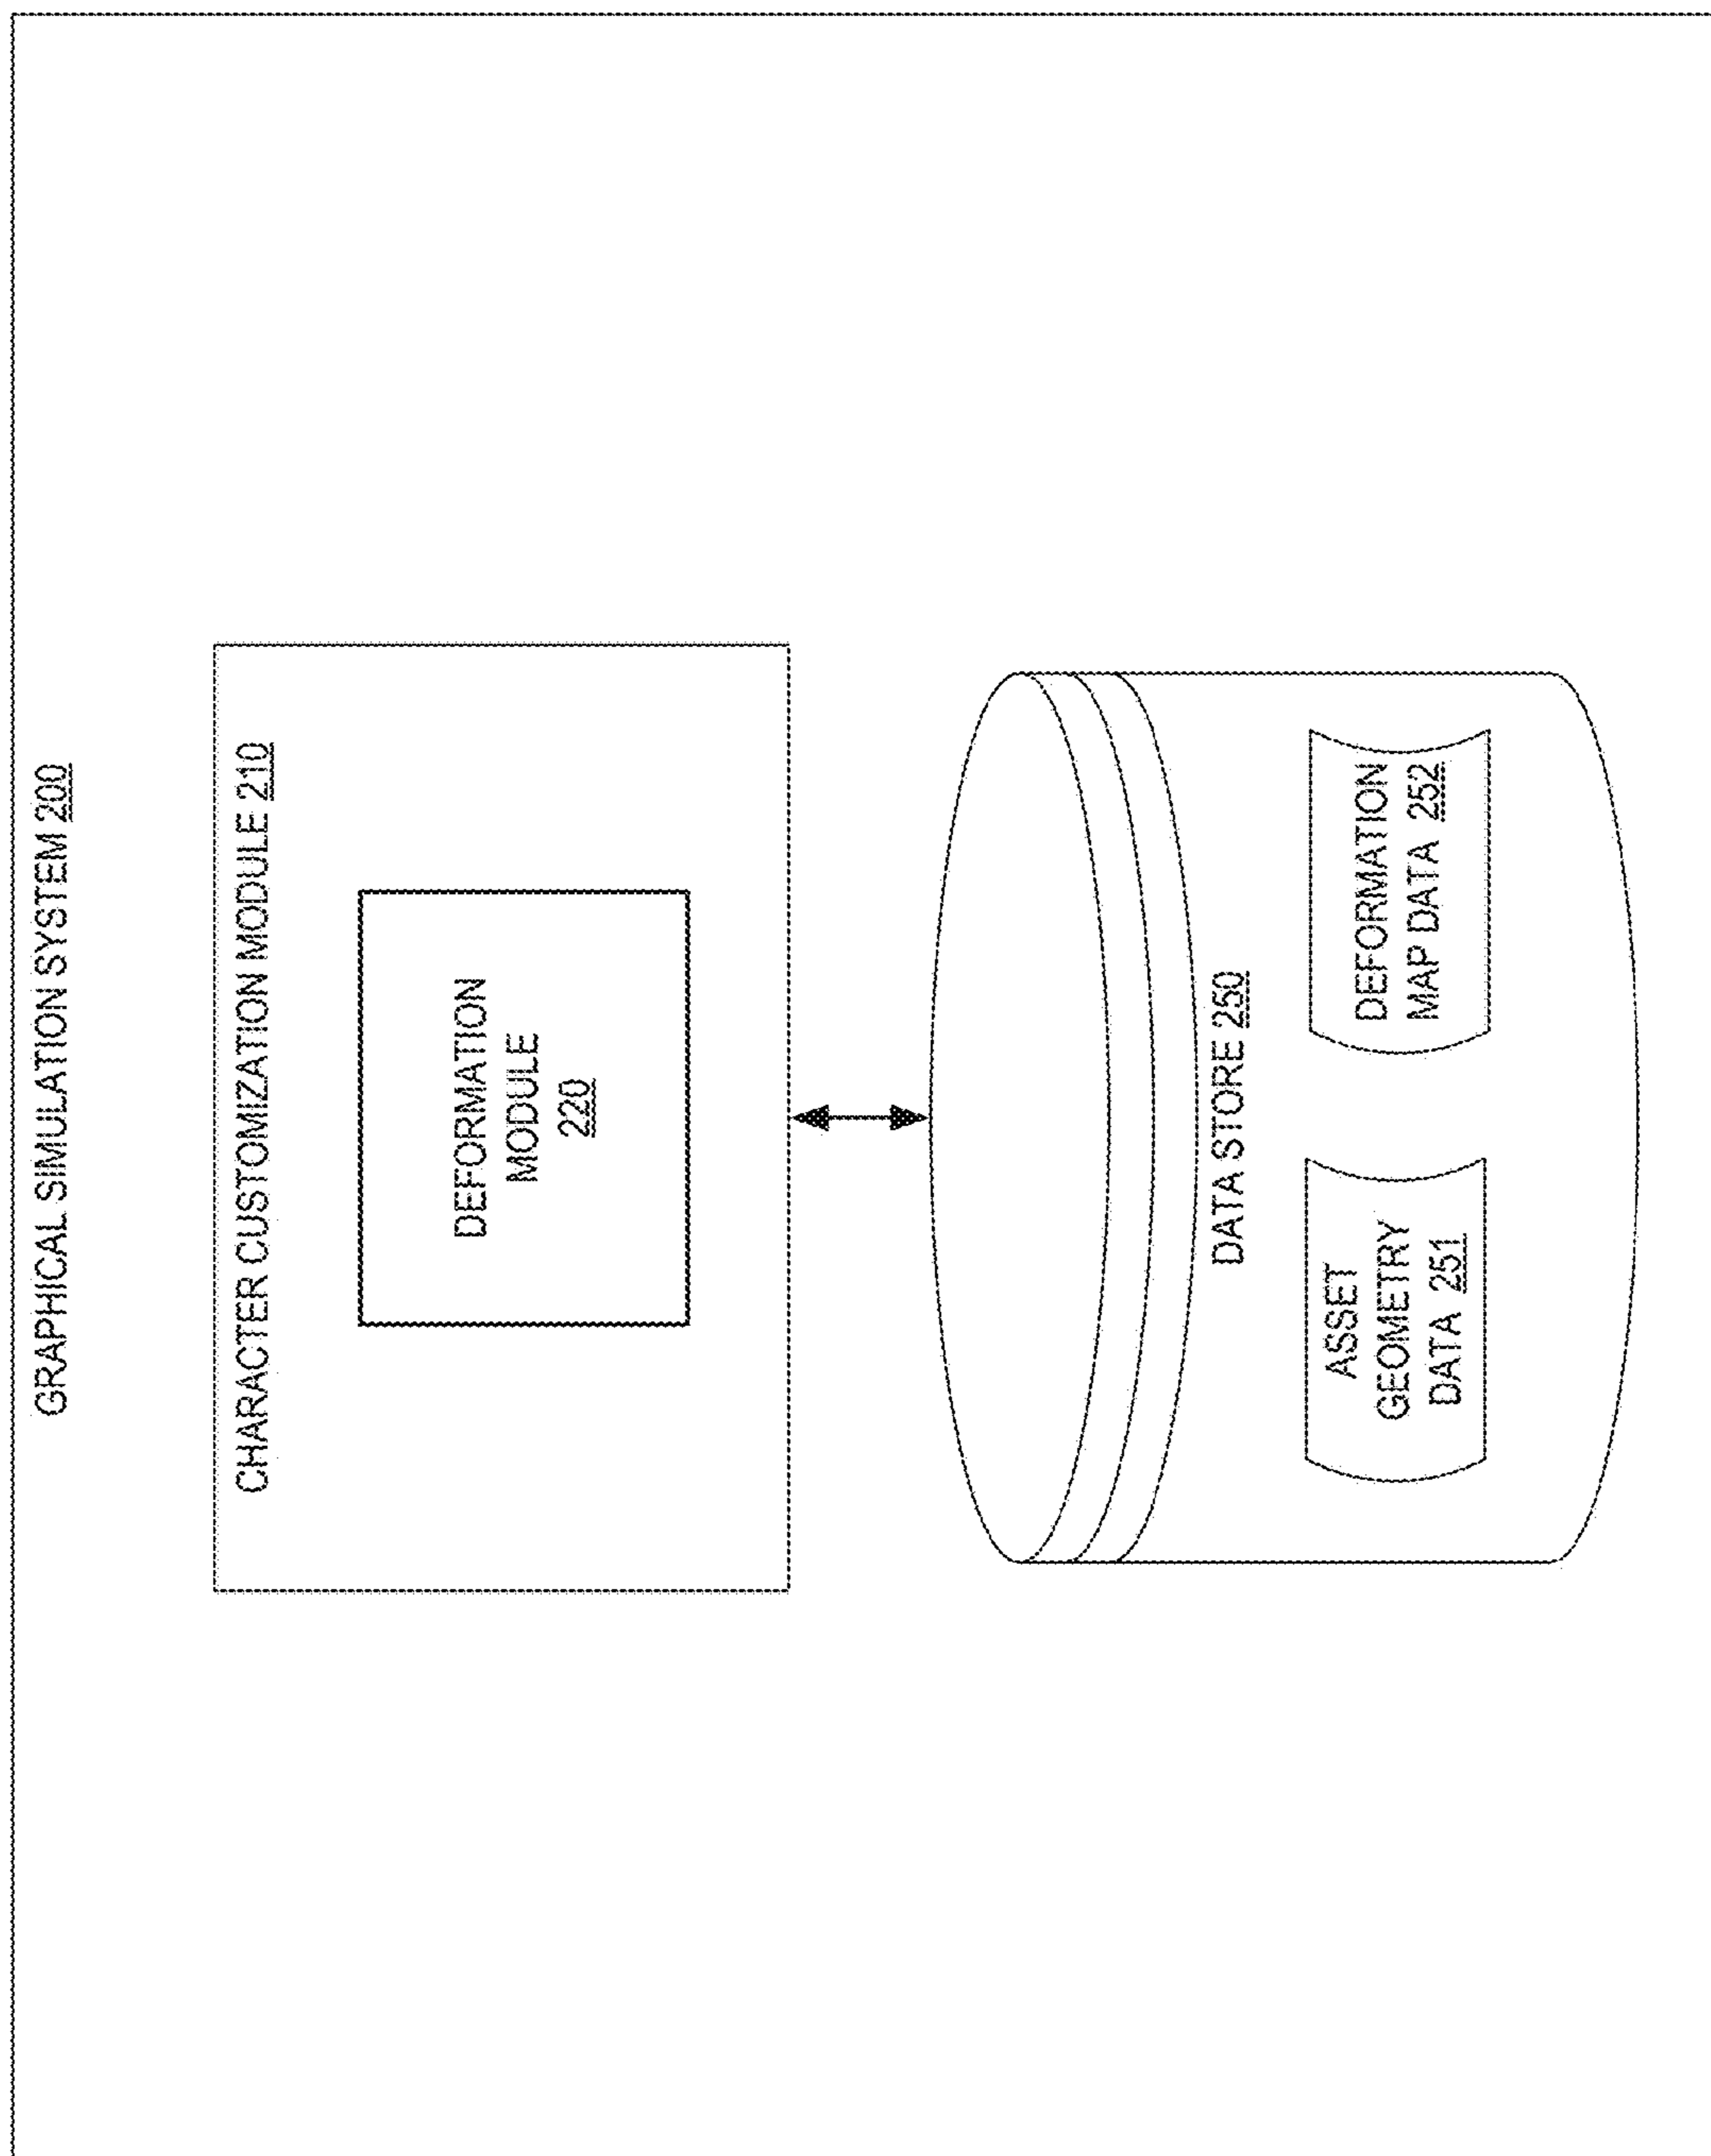 GRAPHICAL SIMULATION SYSTEM 200
CHARACTER CUSTOMIZATION MODULE 210
DEFORMATION
MODULE
220
DATA STORE 250
ASSET
GEOMETRY
DATA 251
DEFORMATION
MAP DATA 252